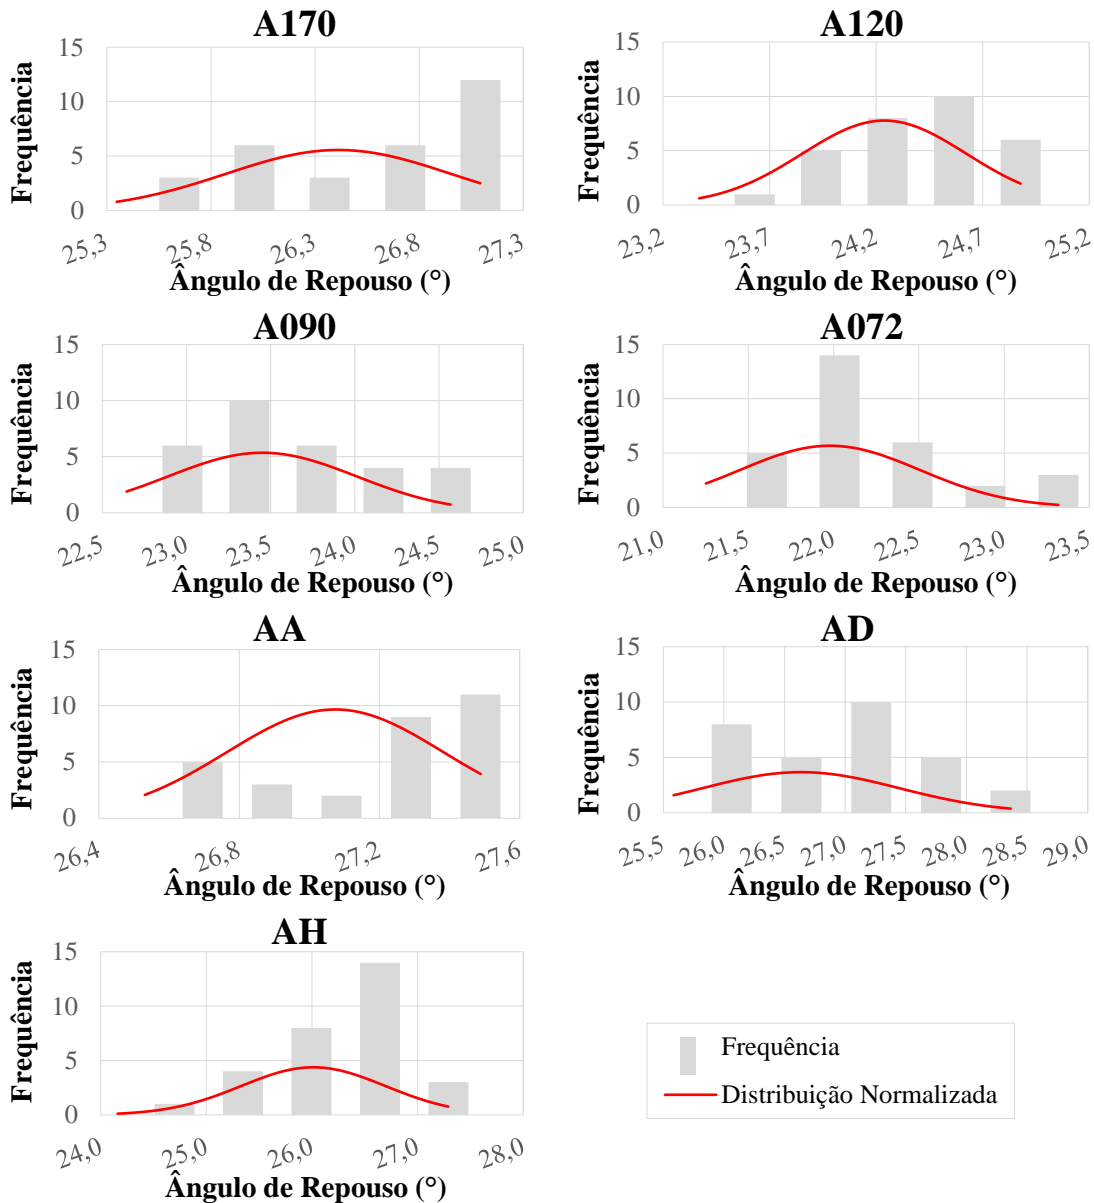 A170
Frequência
15
10
5
0
25,3 25,8 26,3 26,8 27,3
Ângulo de Repouso (°)
A120
Frequência
15
10
5
0
23,2 23,7 24,2 24,7 25,2
Ângulo de Repouso (°)
A090
Frequência
15
10
5
0
22,5 23,0 23,5 24,0 24,5 25,0
Ângulo de Repouso (°)
A072
Frequência
15
10
5
0
21,0 21,5 22,0 22,5 23,0 23,5
Ângulo de Repouso (°)
AA
Frequência
15
10
5
0
26,4 26,8 27,2 27,6
Ângulo de Repouso (°)
AD
Frequência
15
10
5
0
25,5 26,0 26,5 27,0 27,5 28,0 28,5 29,0
Ângulo de Repouso (°)
AH
Frequência
15
10
5
0
24,0 25,0 26,0 27,0 28,0
Ângulo de Repouso (°)
Frequência
Distribuição Normalizada